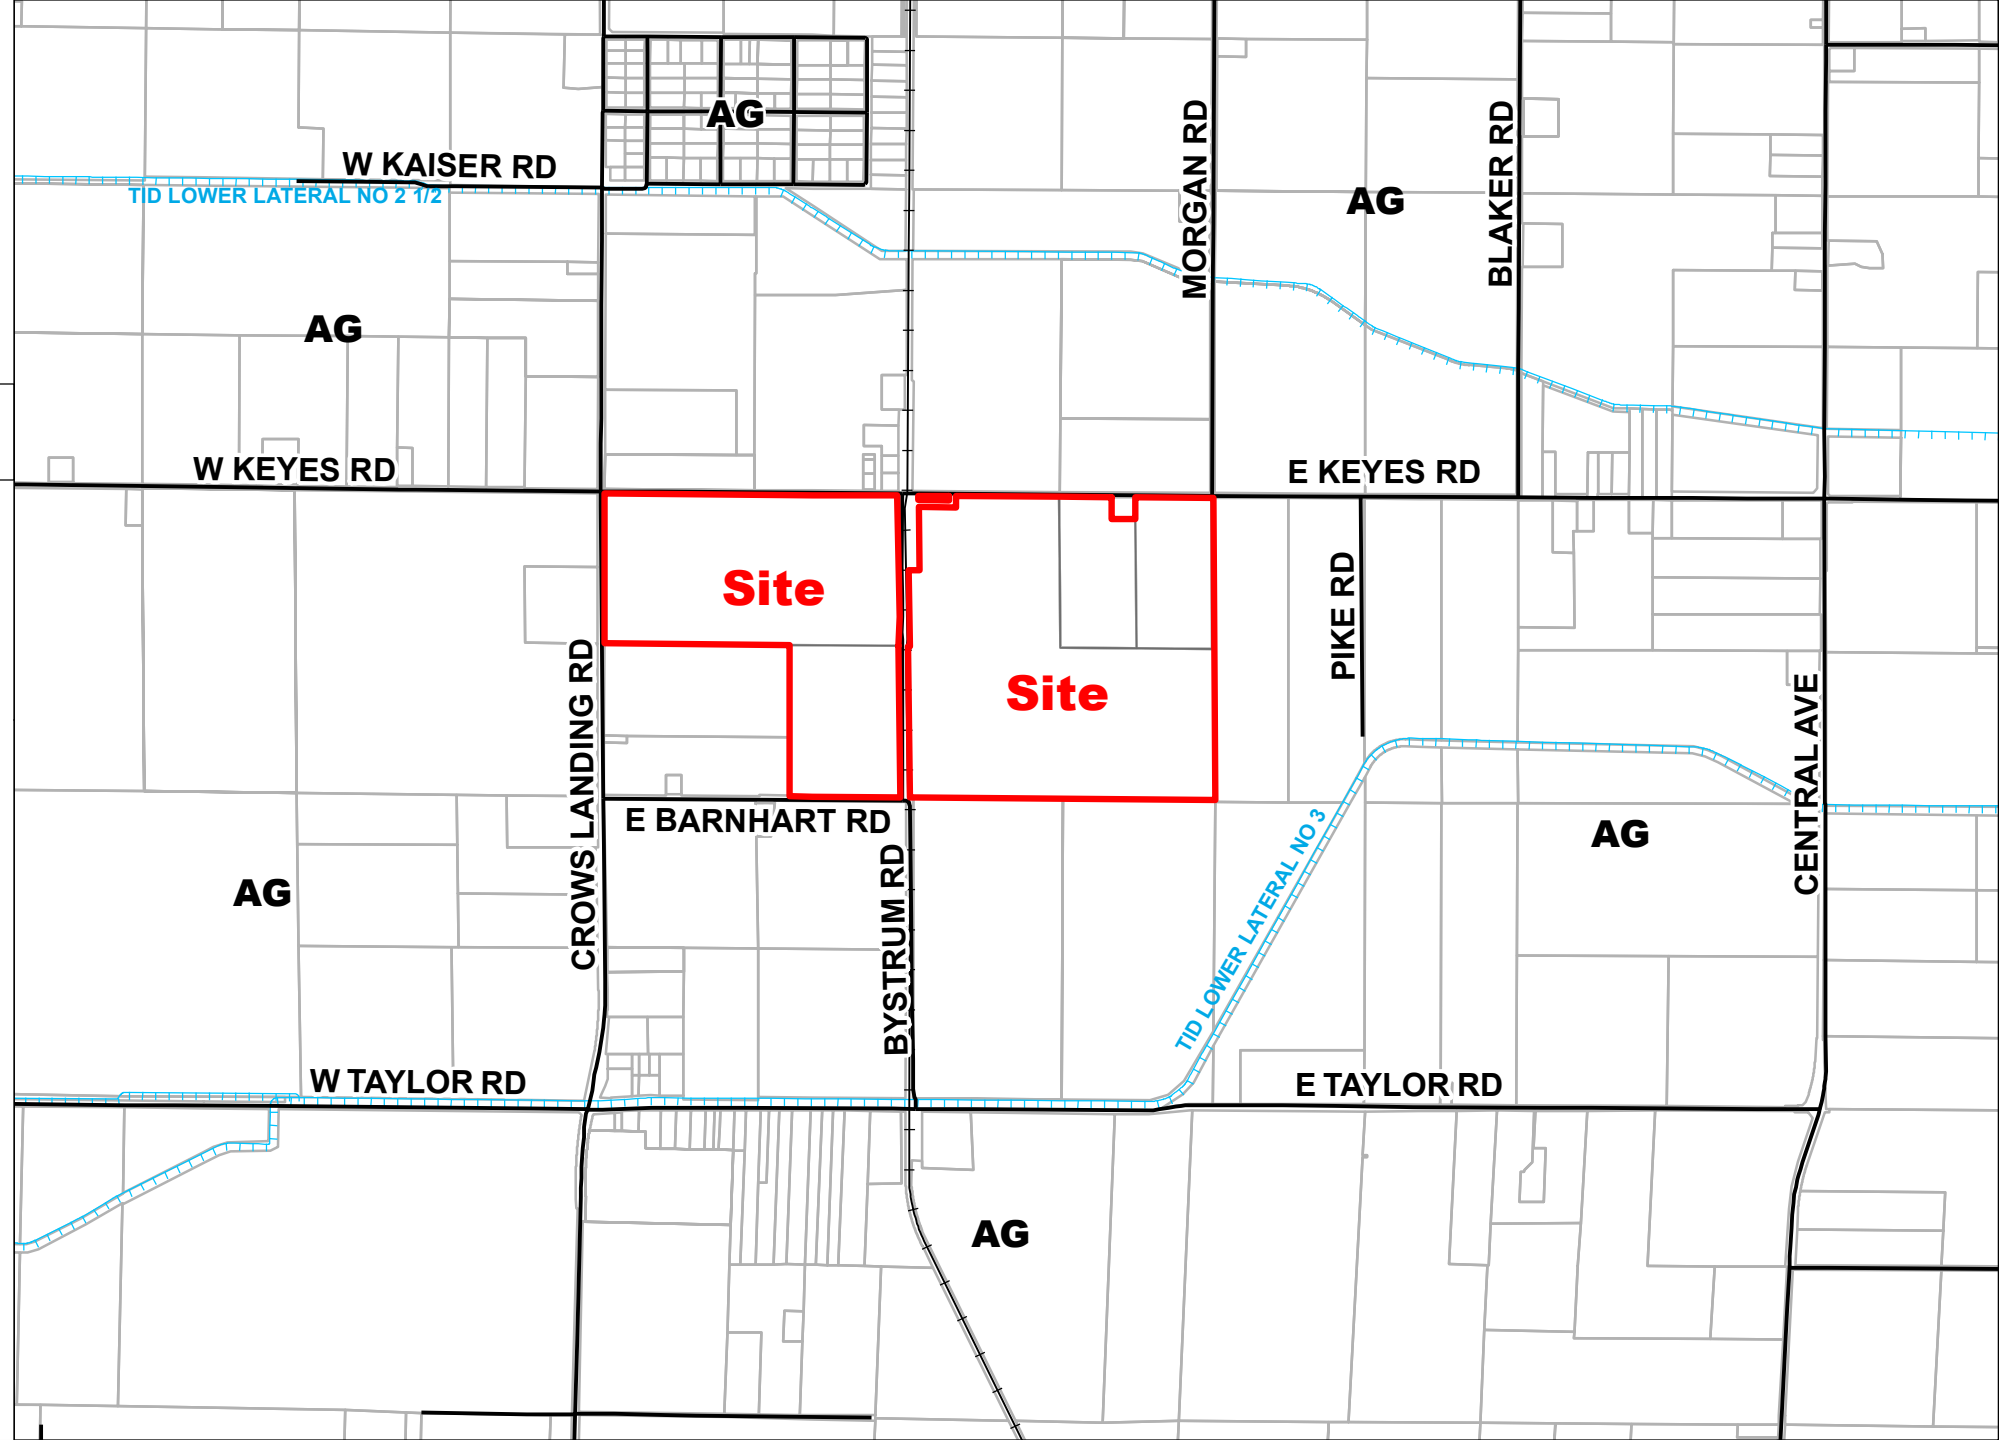 AG
MORGAN RD
BLAKER RD
W KAISER RD
TID LOWER LATERAL NO 2 1/2
AG
AG
W KEYES RD
E KEYES RD
Site
PIKE RD
Site
CROWS LANDING RD
CENTRAL AVE
E BARNHART RD
TID LOWER LATERAL NO 3
AG
AG
BYSTRUM RD
W TAYLOR RD
E TAYLOR RD
AG